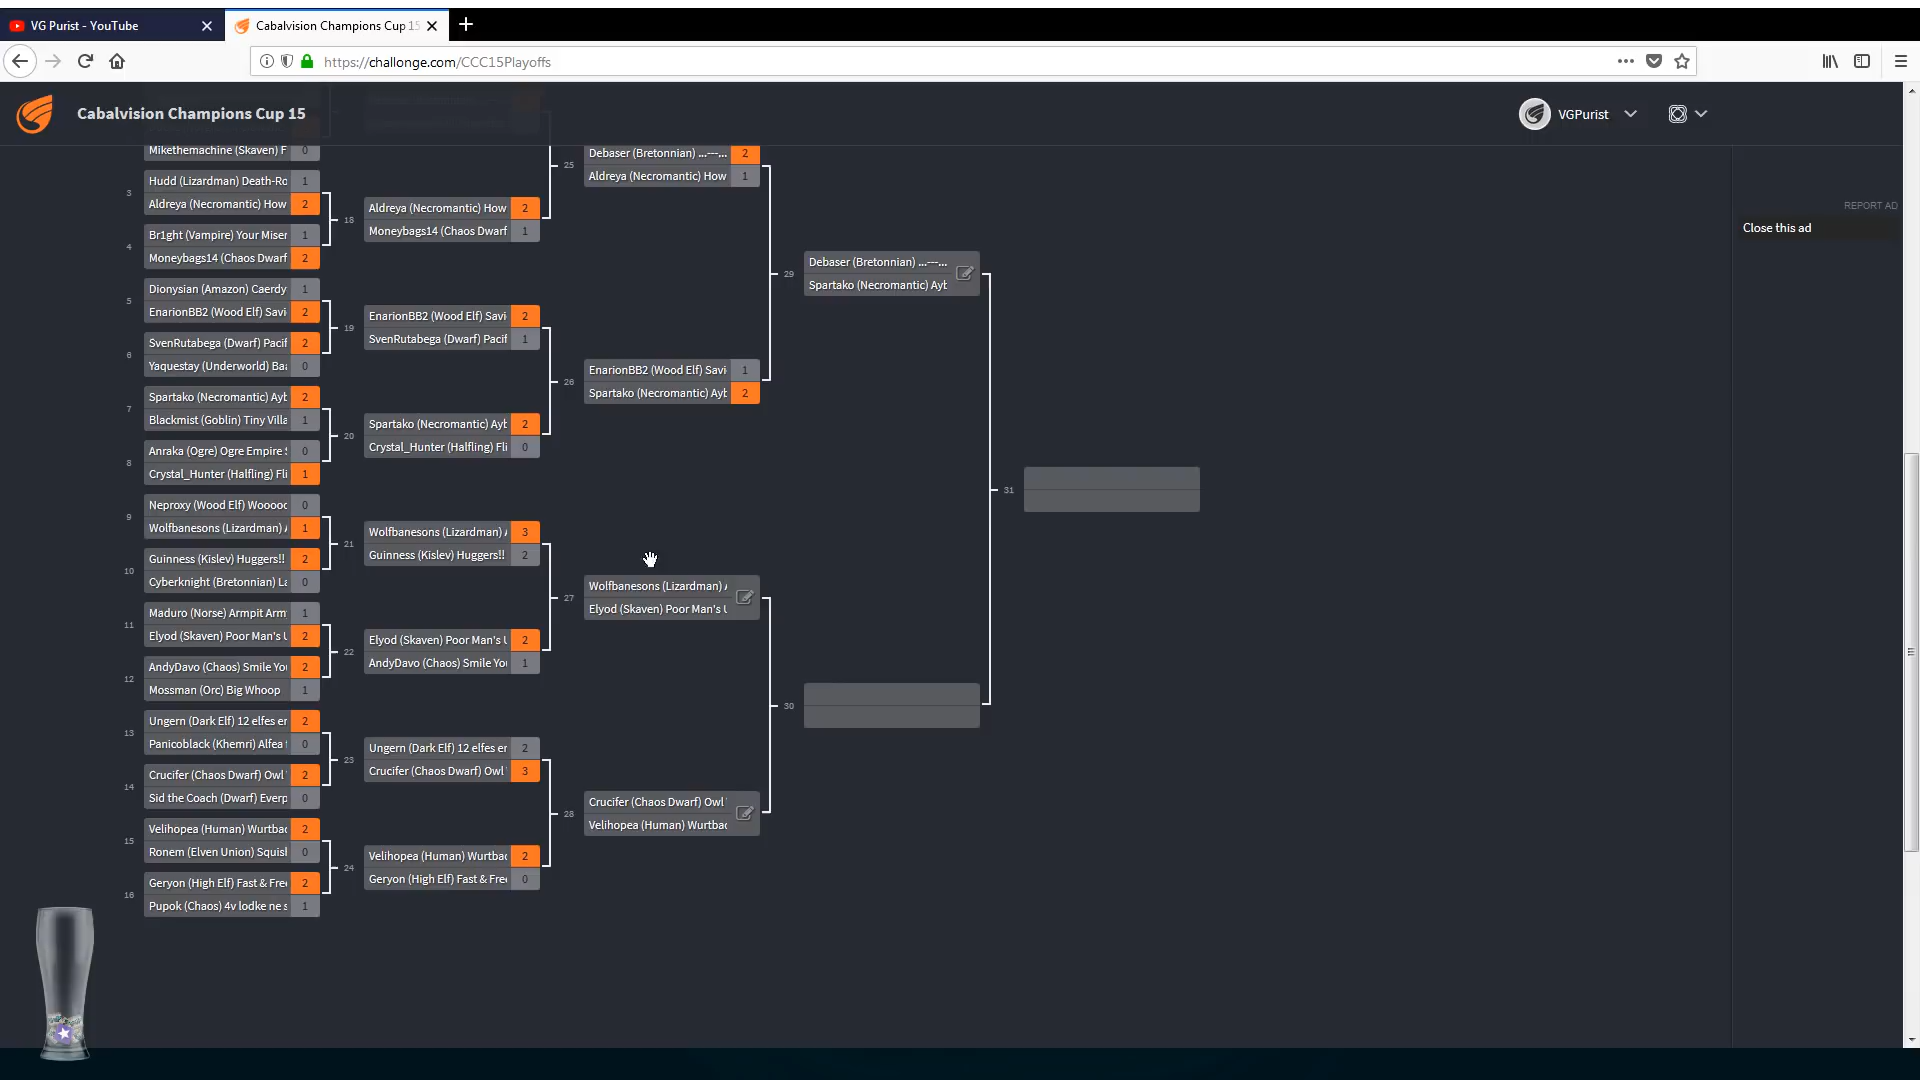 VG Purist - YouTube
Cabalvision Champions Cup 15
https://challonge.com/CCC15Playoffs
Cabalvision Champions Cup 15
VGPurist
REPORT AD
Close this ad
Mikethemachine (Skaven) F 0
3
Hudd (Lizardman) Death-Ro 1
Aldreya (Necromantic) How 2
4
Br1ght (Vampire) Your Miser 1
Moneybags14 (Chaos Dwarf 2
5
Dionysian (Amazon) Caerdy 1
EnarionBB2 (Wood Elf) Savi 2
6
SvenRutabega (Dwarf) Pacif 2
Yaquestay (Underworld) Baa 0
7
Spartako (Necromantic) Ayt 2
Blackmist (Goblin) Tiny Villa 1
8
Anraka (Ogre) Ogre Empire S 0
Crystal_Hunter (Halfling) Fli 1
9
Neproxy (Wood Elf) Wooooo 0
Wolfbanesons (Lizardman) A 1
10
Guinness (Kislev) Huggers!! 2
Cyberknight (Bretonnian) La 0
11
Maduro (Norse) Armpit Arm 1
Elyod (Skaven) Poor Man's U 2
12
AndyDavo (Chaos) Smile You 2
Mossman (Orc) Big Whoop 1
13
Ungern (Dark Elf) 12 elfes er 2
Panicoblack (Khemri) Alfea f 0
14
Crucifer (Chaos Dwarf) Owl 2
Sid the Coach (Dwarf) Everp 0
15
Velihopea (Human) Wurtbac 2
Ronem (Elven Union) Squisl 0
16
Geryon (High Elf) Fast & Free 2
Pupok (Chaos) 4v lodke ne s 1
18
Aldreya (Necromantic) How 2
Moneybags14 (Chaos Dwarf 1
19
EnarionBB2 (Wood Elf) Savi 2
SvenRutabega (Dwarf) Pacif 1
20
Spartako (Necromantic) Ayt 2
Crystal_Hunter (Halfling) Fli 0
21
Wolfbanesons (Lizardman) A 3
Guinness (Kislev) Huggers!! 2
22
Elyod (Skaven) Poor Man's U 2
AndyDavo (Chaos) Smile You 1
23
Ungern (Dark Elf) 12 elfes er 2
Crucifer (Chaos Dwarf) Owl 3
24
Velihopea (Human) Wurtbac 2
Geryon (High Elf) Fast & Free 0
25
Debaser (Bretonnian) ...---... 2
Aldreya (Necromantic) How 1
26
EnarionBB2 (Wood Elf) Savi 1
Spartako (Necromantic) Ayt 2
27
Wolfbanesons (Lizardman) A
Elyod (Skaven) Poor Man's U
28
Crucifer (Chaos Dwarf) Owl
Velihopea (Human) Wurtbac
29
Debaser (Bretonnian) ...---...
Spartako (Necromantic) Ayt
30
31